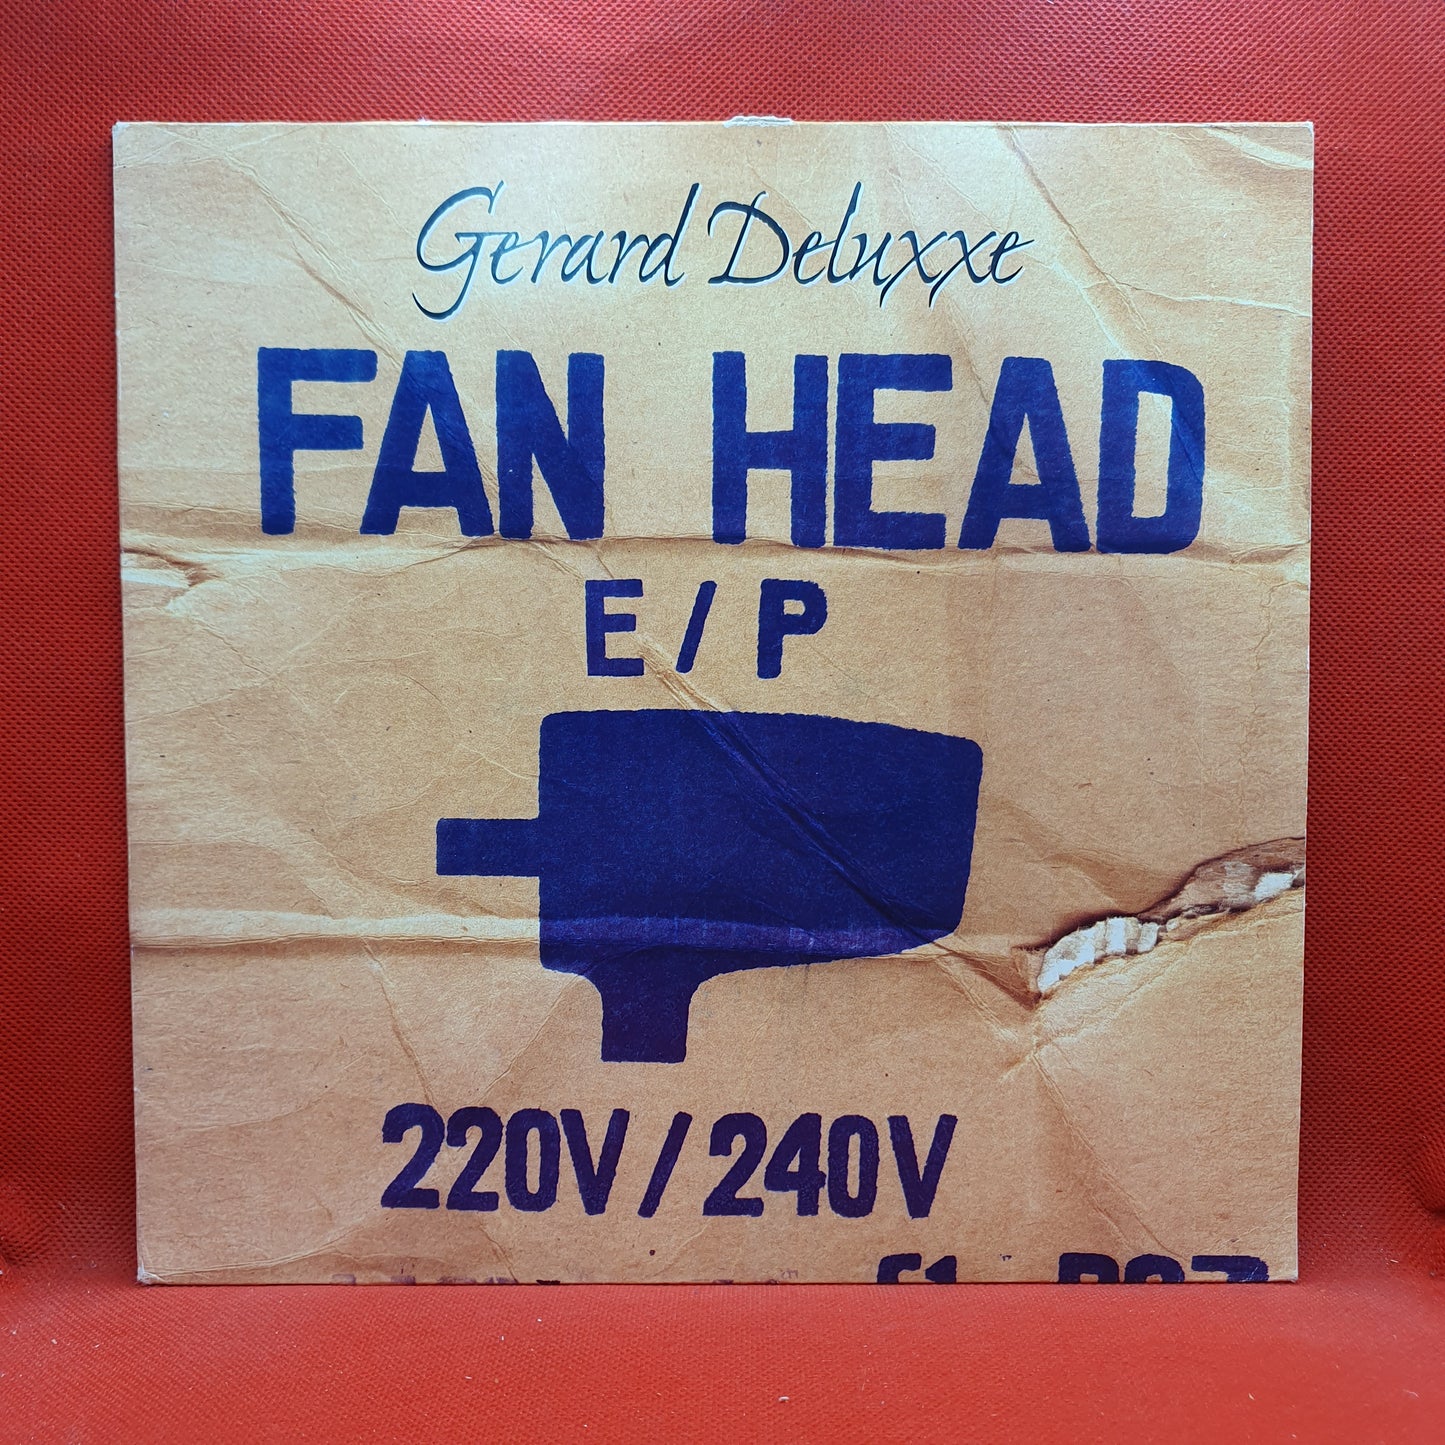 Gerard Deluxxe
FAN HEAD
E/P
220V/240V